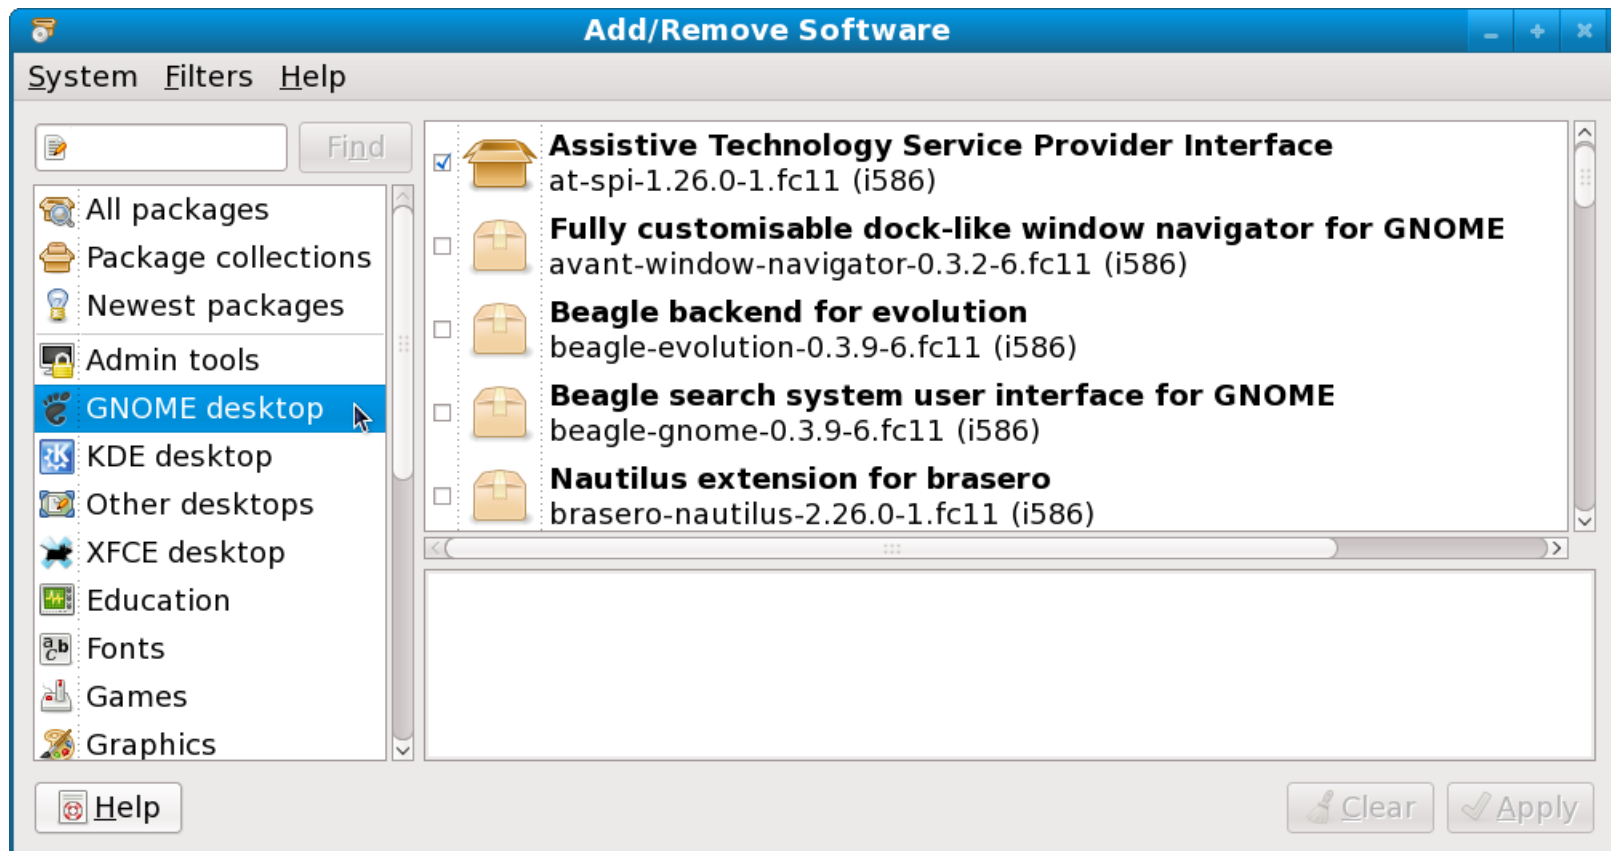 Add/Remove Software
System Filters Help
Find
All packages
Package collections
Newest packages
Admin tools
GNOME desktop
KDE desktop
Other desktops
XFCE desktop
Education
Fonts
Games
Graphics
Assistive Technology Service Provider Interface
at-spi-1.26.0-1.fc11 (i586)
Fully customisable dock-like window navigator for GNOME
avant-window-navigator-0.3.2-6.fc11 (i586)
Beagle backend for evolution
beagle-evolution-0.3.9-6.fc11 (i586)
Beagle search system user interface for GNOME
beagle-gnome-0.3.9-6.fc11 (i586)
Nautilus extension for brasero
brasero-nautilus-2.26.0-1.fc11 (i586)
Help
Clear
Apply